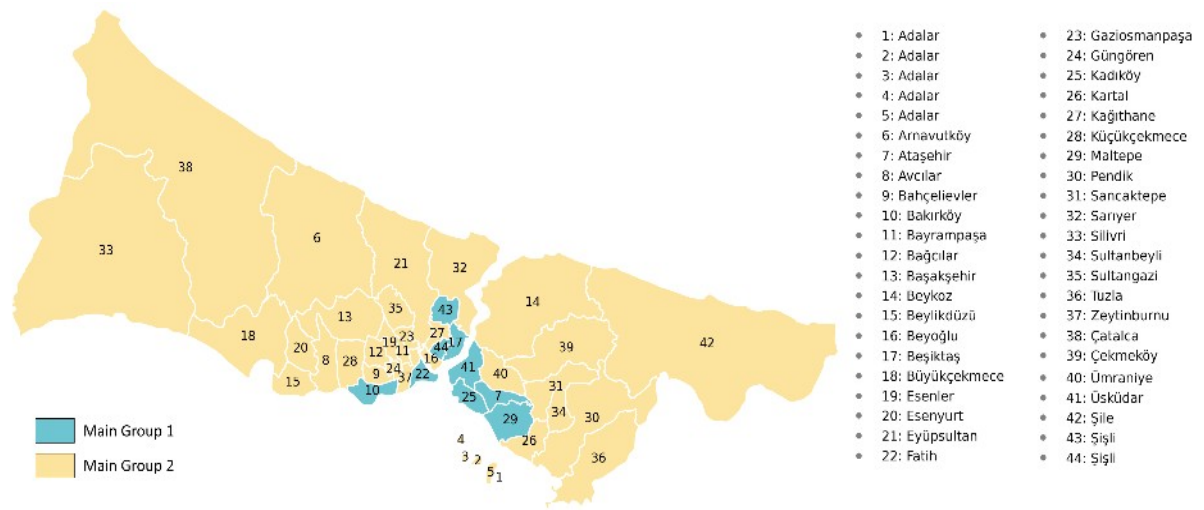 38
33
6
21
32
18
20
15
8
28
13
35
12
19
23
11
9
24
37
10
22
16
27
44
17
43
14
42
39
41
40
25
7
29
31
34
30
26
36
4
3
2
5
1
Main Group 1
Main Group 2
1: Adalar
2: Adalar
3: Adalar
4: Adalar
5: Adalar
6: Arnavutköy
7: Ataşehir
8: Avcılar
9: Bahçelievler
10: Bakırköy
11: Bayrampaşa
12: Bağcılar
13: Başakşehir
14: Beykoz
15: Beylikdüzü
16: Beyoğlu
17: Beşiktaş
18: Büyükçekmece
19: Esenler
20: Esenyurt
21: Eyüpsultan
22: Fatih
23: Gaziosmanpaşa
24: Güngören
25: Kadıköy
26: Kartal
27: Kağıthane
28: Küçükçekmece
29: Maltepe
30: Pendik
31: Sancaktepe
32: Sarıyer
33: Silivri
34: Sultanbeyli
35: Sultangazi
36: Tuzla
37: Zeytinburnu
38: Çatalca
39: Çekmeköy
40: Ümraniye
41: Üsküdar
42: Şile
43: Şişli
44: Şişli